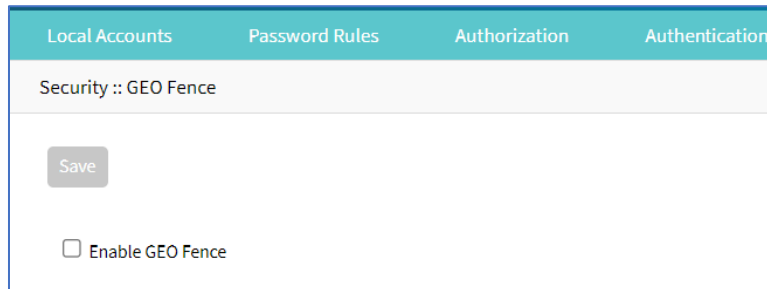 Local Accounts Password Rules Authorization Authentication
Security :: GEO Fence
Save
Enable GEO Fence